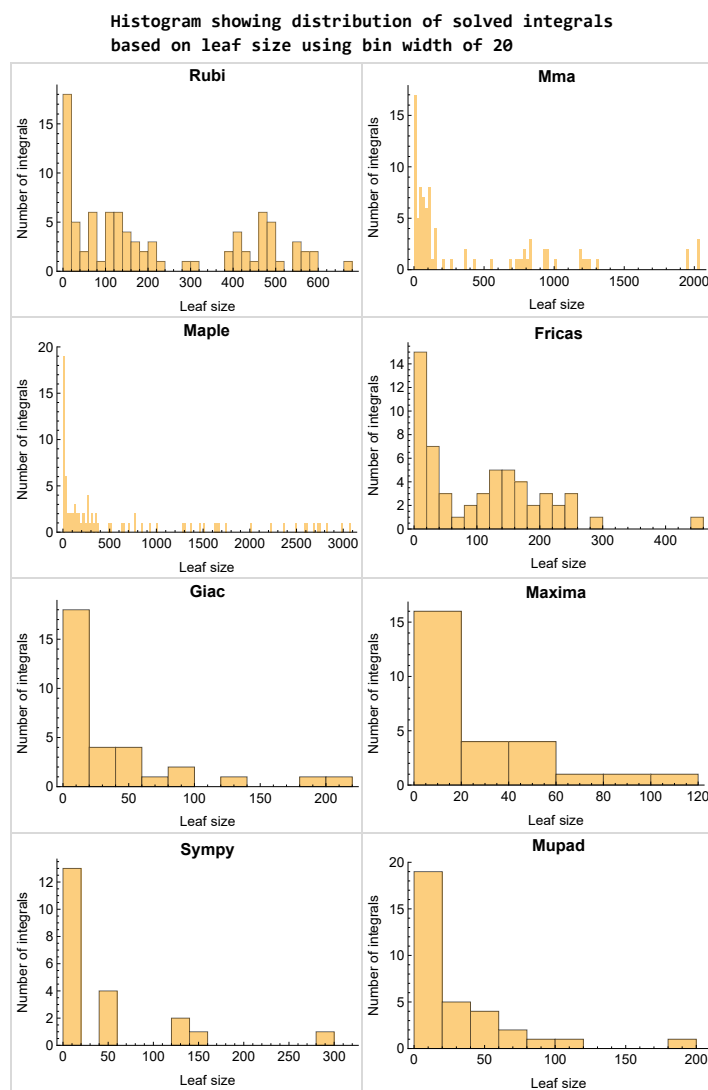 Histogram showing distribution of solved integrals
based on leaf size using bin width of 20
Rubi
Number of integrals
0 5 10 15
0 100 200 300 400 500 600
Leaf size
Mma
Number of integrals
0 5 10 15
0 500 1000 1500 2000
Leaf size
Maple
Number of integrals
0 5 10 15 20
0 500 1000 1500 2000 2500 3000
Leaf size
Fricas
Number of integrals
0 2 4 6 8 10 12 14
0 100 200 300 400
Leaf size
Giac
Number of integrals
0 5 10 15
0 50 100 150 200
Leaf size
Maxima
Number of integrals
0 5 10 15
0 20 40 60 80 100 120
Leaf size
Sympy
Number of integrals
0 2 4 6 8 10 12
0 50 100 150 200 250 300
Leaf size
Mupad
Number of integrals
0 5 10 15 20
0 50 100 150 200
Leaf size